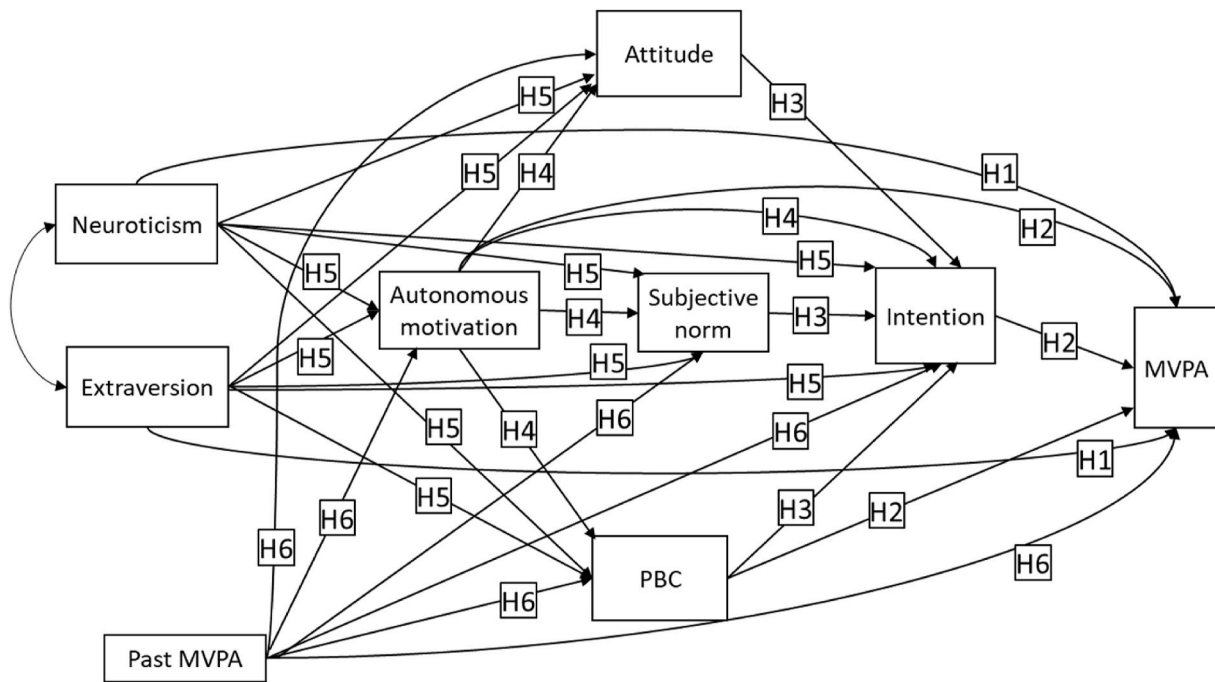 Attitude
H3
H5
H1
H5
H4
Neuroticism
H4
H2
H5
H5
H5
Autonomous
motivation
H4
Subjective
norm
H3
Intention
H2
MVPA
H5
H5
H5
Extraversion
H5
H4
H6
H6
H1
H5
H6
H6
H3
H2
PBC
H6
H6
Past MVPA